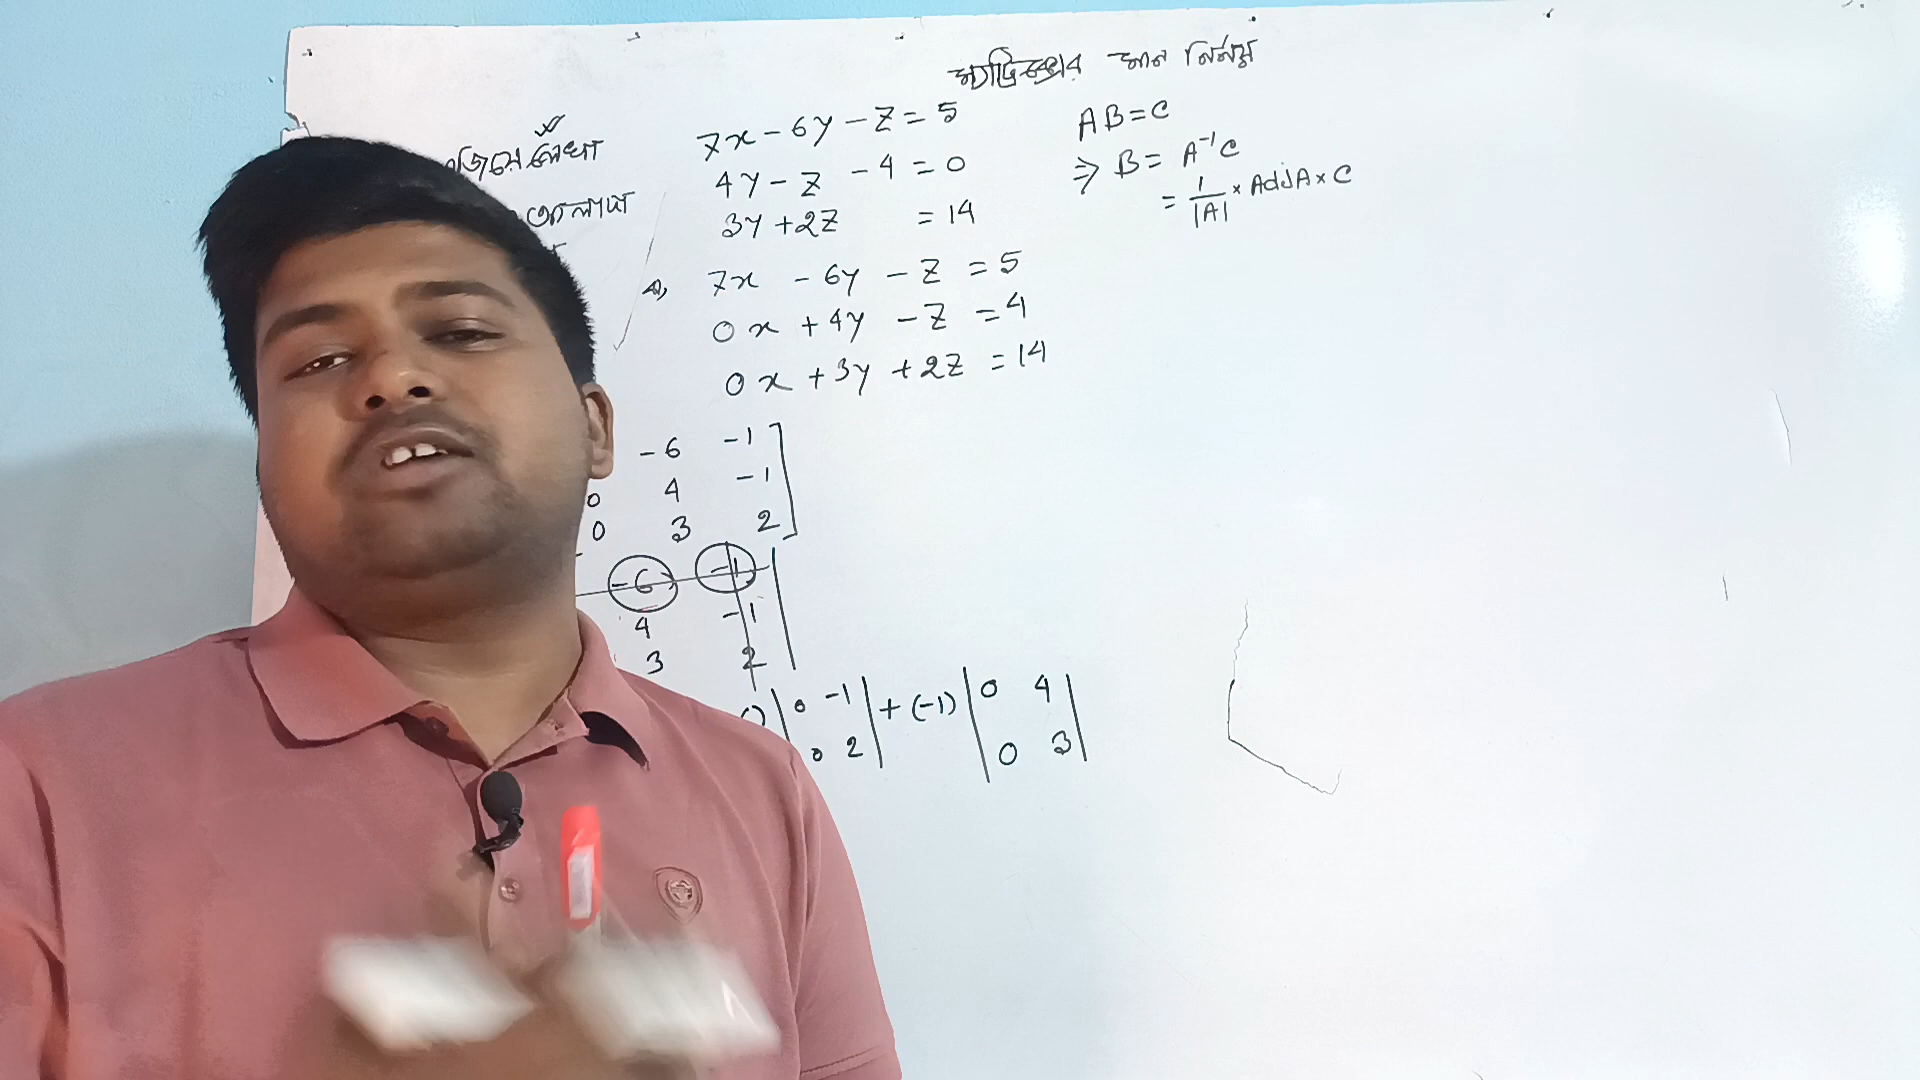 ম্যাট্রিক্সের মান নির্ণয়
7x - 6y - z = 5
4y - z - 4 = 0
3y + 2z = 14
AB = C
⇒ B = A⁻¹C
= 1/|A| × AdjA × C
বা, 7x - 6y - z = 5
0x + 4y - z = 4
0x + 3y + 2z = 14
-6 -1
0 4 -1
0 3 2
-6 -1
4 -1
3 2
) |0 -1| + (-1) |0 4|
|0 2| |0 3|